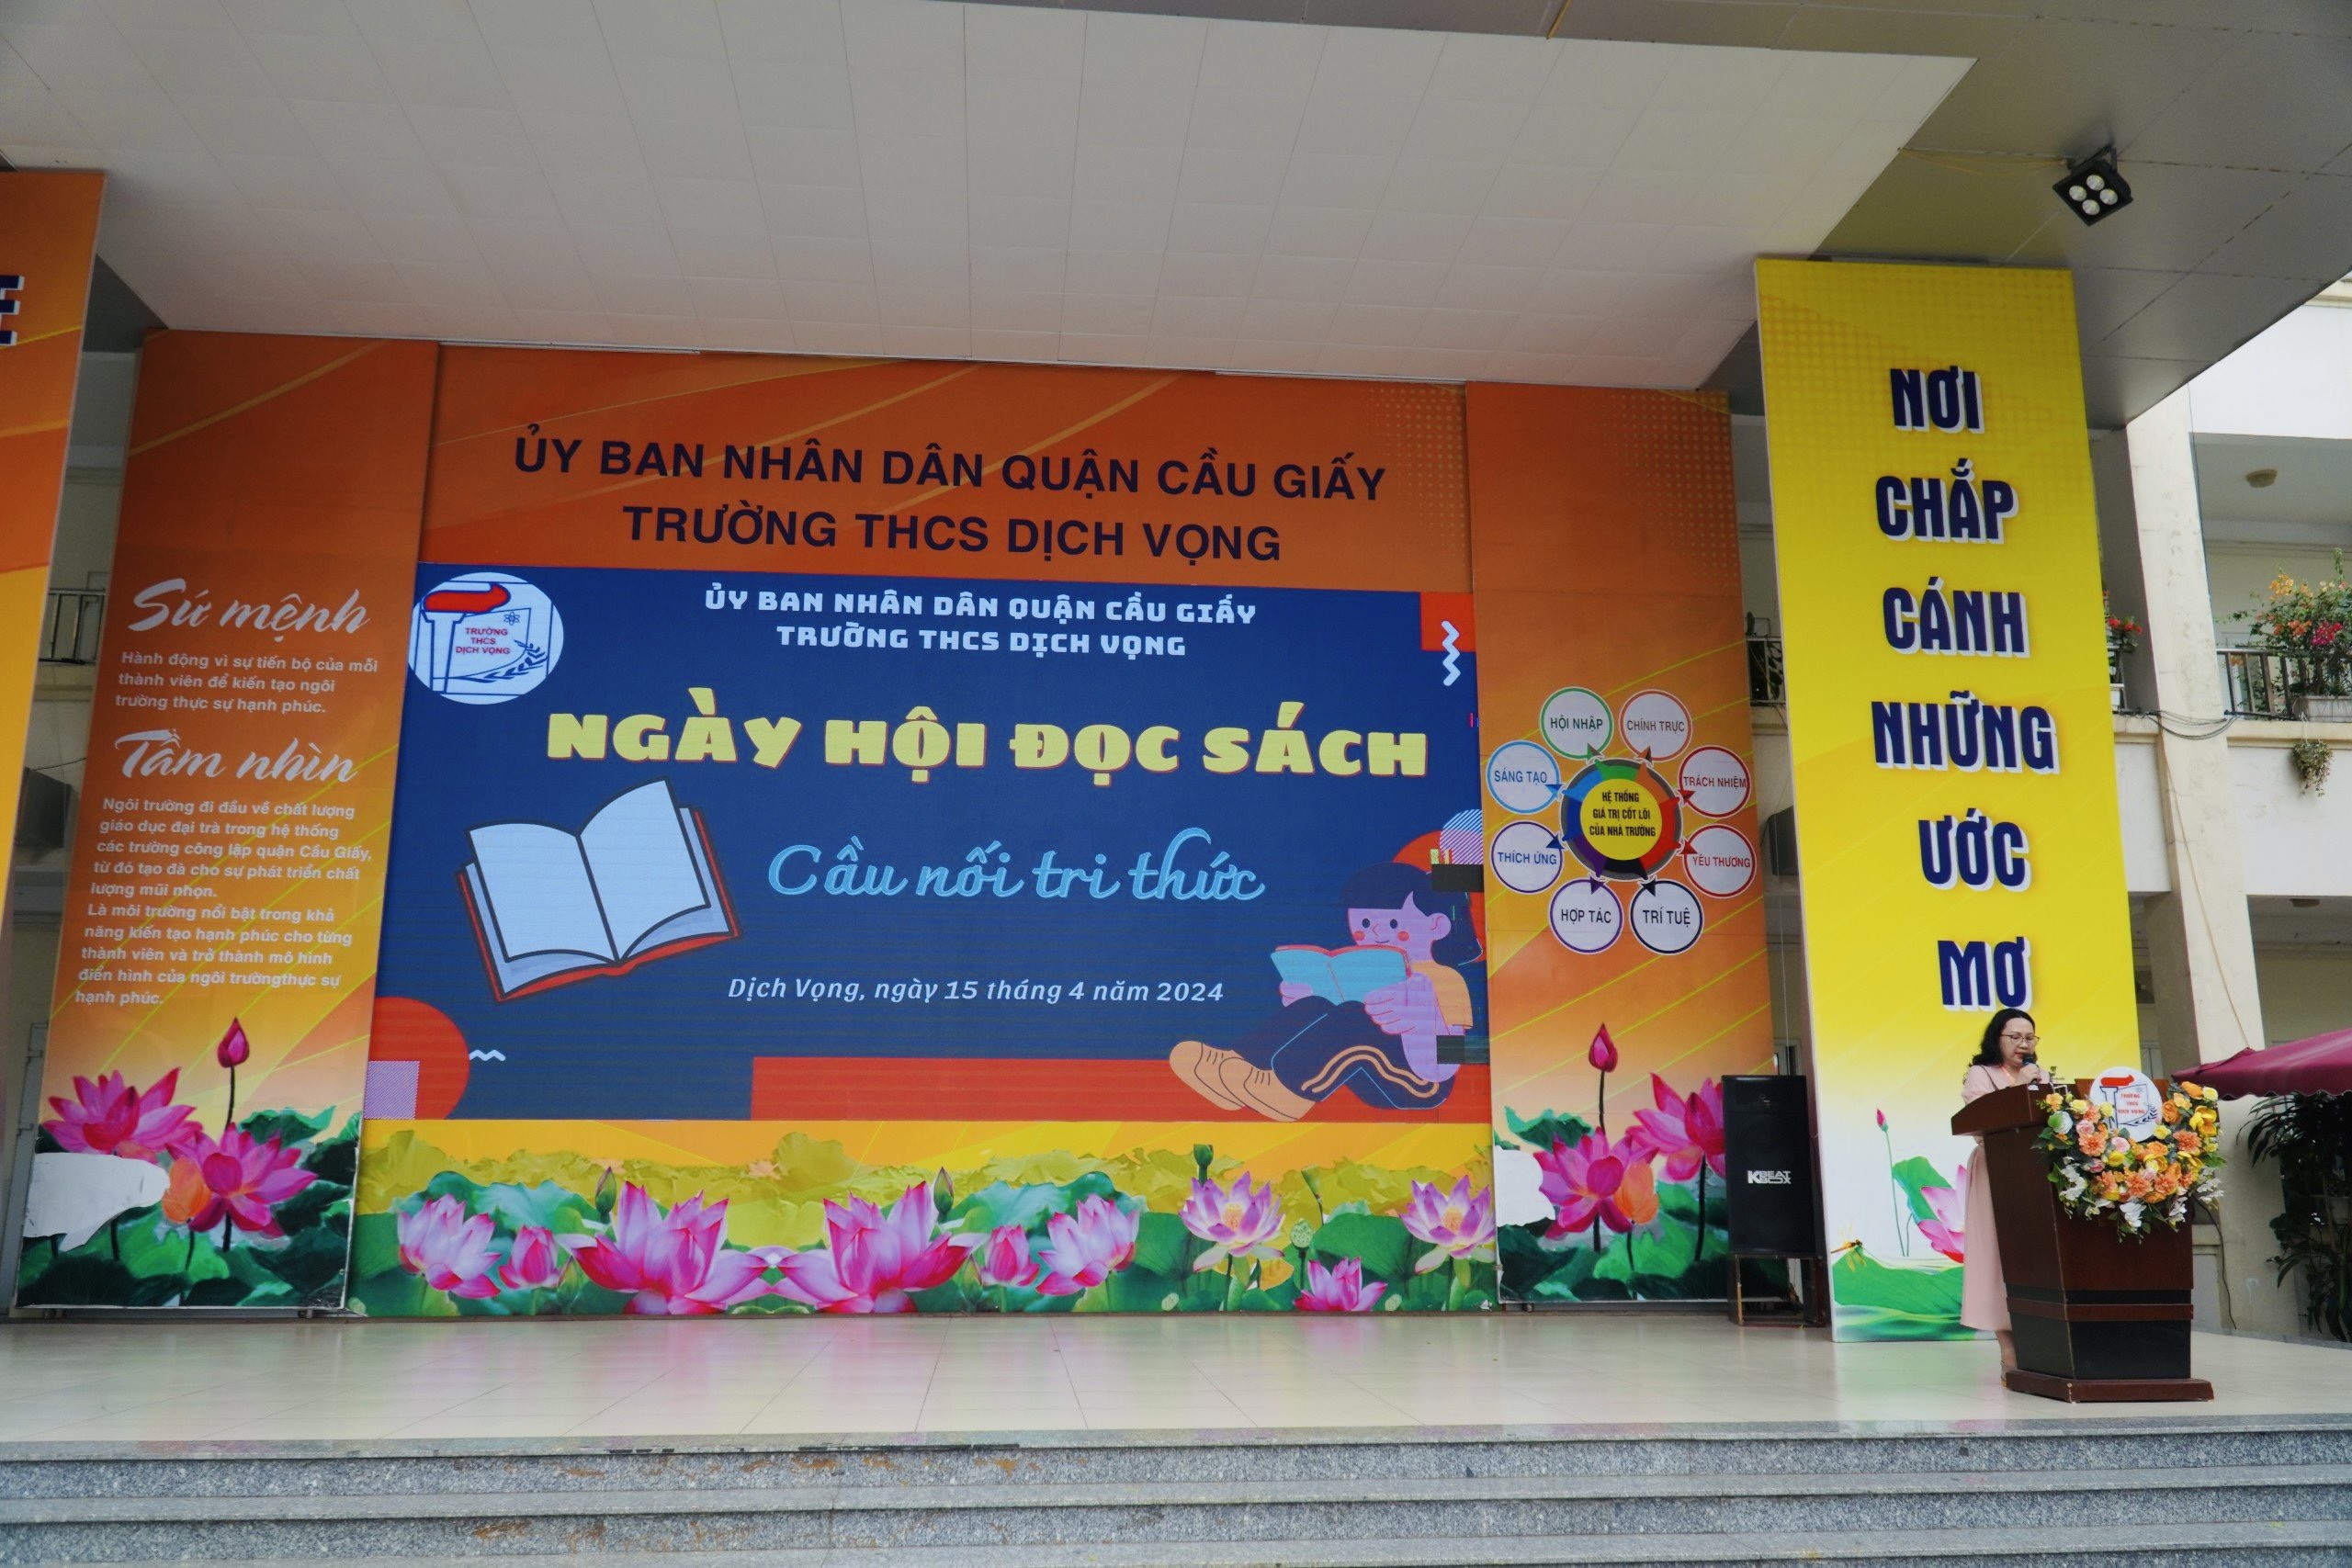 ỦY BAN NHÂN DÂN QUẬN CẦU GIẤY
TRƯỜNG THCS DỊCH VỌNG
Sứ mệnh
Hành động vì sự tiến bộ của mỗi
thành viên để kiến tạo ngôi
trường thực sự hạnh phúc.
Tầm nhìn
Ngôi trường đi đầu về chất lượng
giáo dục đại trà trong hệ thống
các trường công lập quận Cầu Giấy,
từ đó tạo đà cho sự phát triển chất
lượng mũi nhọn.
Là môi trường nổi bật trong khả
năng kiến tạo hạnh phúc cho từng
thành viên và trở thành mô hình
điển hình của ngôi trườngthực sự
hạnh phúc.
TRƯỜNG
THCS
DỊCH VỌNG
ỦY BAN NHÂN DÂN QUẬN CẦU GIẤY
TRƯỜNG THCS DỊCH VỌNG
NGÀY HỘI ĐỌC SÁCH
Cầu nối tri thức
Dịch Vọng, ngày 15 tháng 4 năm 2024
HỘI NHẬP
CHÍNH TRỰC
SÁNG TẠO
TRÁCH NHIỆM
HỆ THỐNG
GIÁ TRỊ CỐT LÕI
CỦA NHÀ TRƯỜNG
THÍCH ỨNG
YÊU THƯƠNG
HỢP TÁC
TRÍ TUỆ
NƠI
CHẮP
CÁNH
NHỮNG
ƯỚC
MƠ
KBEAT
BOX
TRƯỜNG
THCS
DỊCH VỌNG